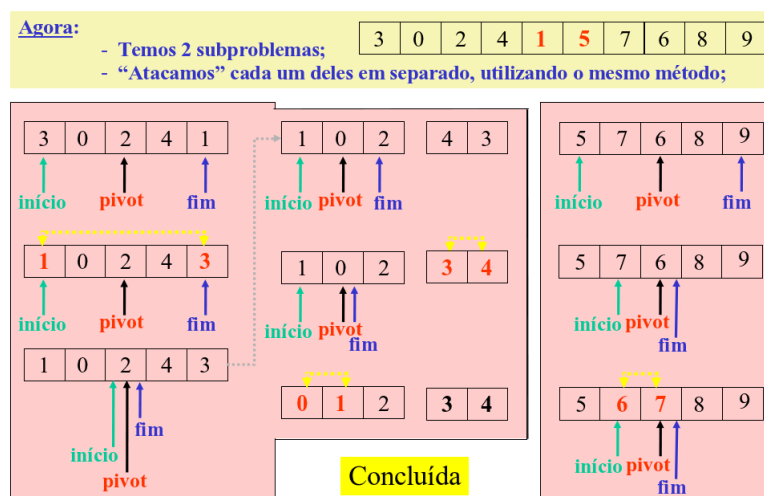 Agora:
- Temos 2 subproblemas;
3 0 2 4 1 5 7 6 8 9
- “Atacamos” cada um deles em separado, utilizando o mesmo método;
3 0 2 4 1
início pivot fim
1 0 2 4 3
início pivot fim
1 0 2 4 3
fim
início
pivot
1 0 2
4 3
início pivot fim
1 0 2
3 4
início pivot
fim
0 1 2
3 4
Concluída
5 7 6 8 9
início pivot fim
5 7 6 8 9
início pivot
fim
5 6 7 8 9
início pivot
fim